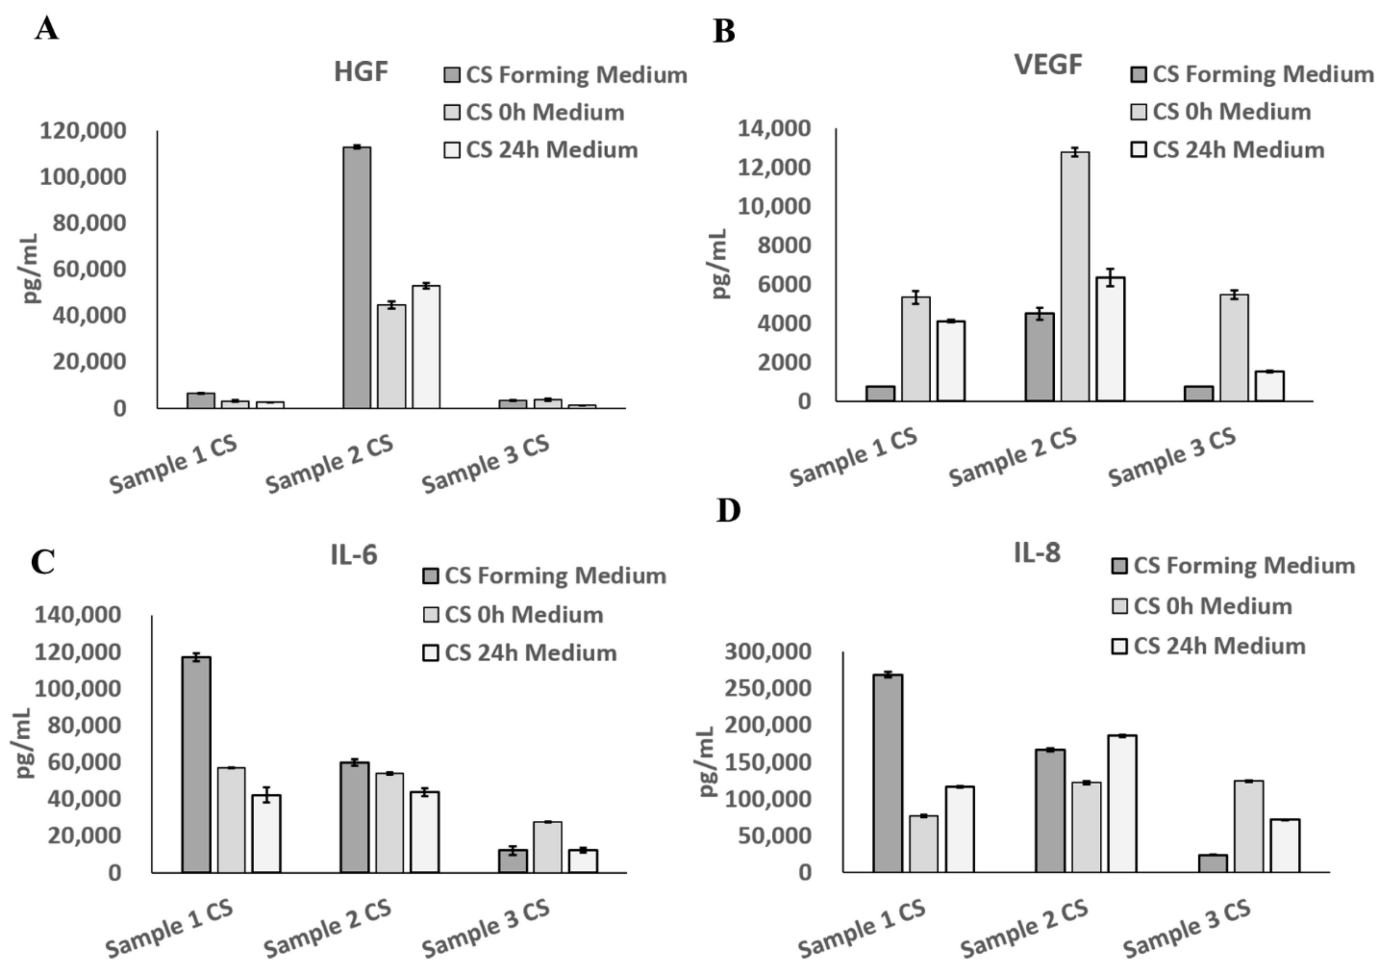 A
HGF
CS Forming Medium
CS 0h Medium
CS 24h Medium
120,000
100,000
80,000
60,000
40,000
20,000
0
pg/mL
Sample 1 CS
Sample 2 CS
Sample 3 CS
B
VEGF
CS Forming Medium
CS 0h Medium
CS 24h Medium
14,000
12,000
10,000
8000
6000
4000
2000
0
pg/mL
Sample 1 CS
Sample 2 CS
Sample 3 CS
C
IL-6
CS Forming Medium
CS 0h Medium
CS 24h Medium
140,000
120,000
100,000
80,000
60,000
40,000
20,000
0
pg/mL
Sample 1 CS
Sample 2 CS
Sample 3 CS
D
IL-8
CS Forming Medium
CS 0h Medium
CS 24h Medium
300,000
250,000
200,000
150,000
100,000
50,000
0
pg/mL
Sample 1 CS
Sample 2 CS
Sample 3 CS